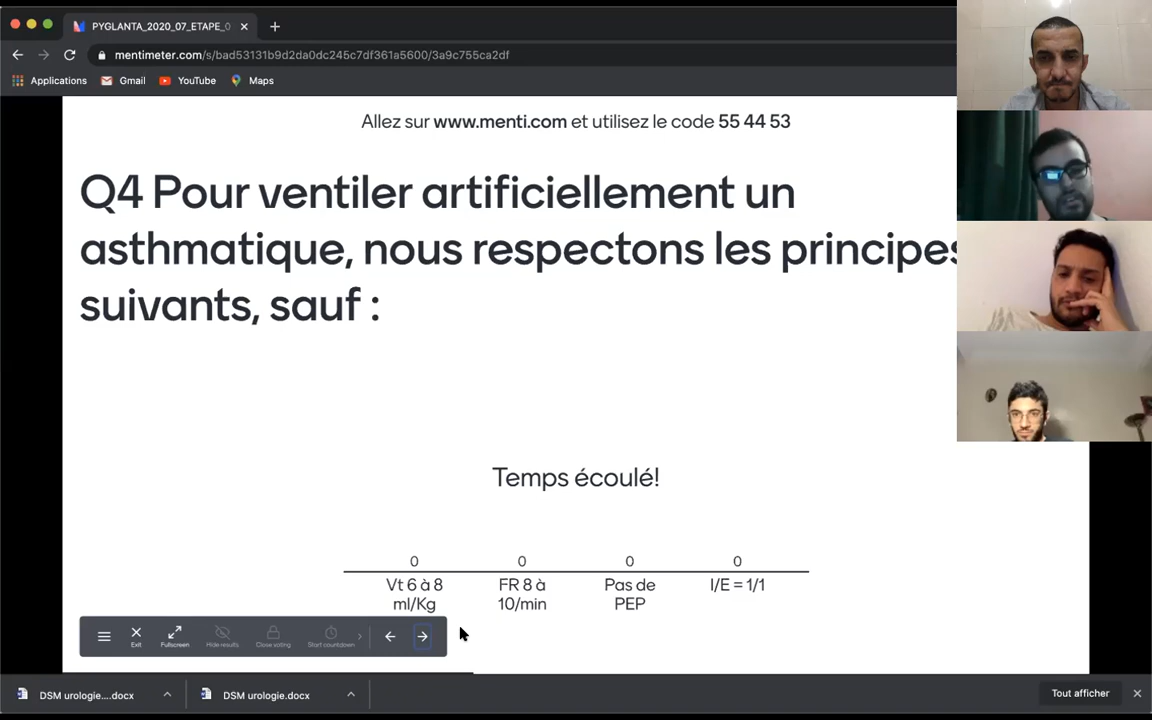 PYGLANTA_2020_07_ETAPE_0
mentimeter.com/s/bad53131b9d2da0dc245c7df361a5600/3a9c755ca2df
Applications Gmail YouTube Maps
Allez sur www.menti.com et utilisez le code 55 44 53
Q4 Pour ventiler artificiellement un
asthmatique, nous respectons les principes
suivants, sauf :
Temps écoulé!
0 0 0 0
Vt 6 à 8 FR 8 à Pas de I/E = 1/1
ml/Kg 10/min PEP
Exit Fullscreen Hide results Close voting Start countdown
DSM urologie....docx DSM urologie.docx Tout afficher